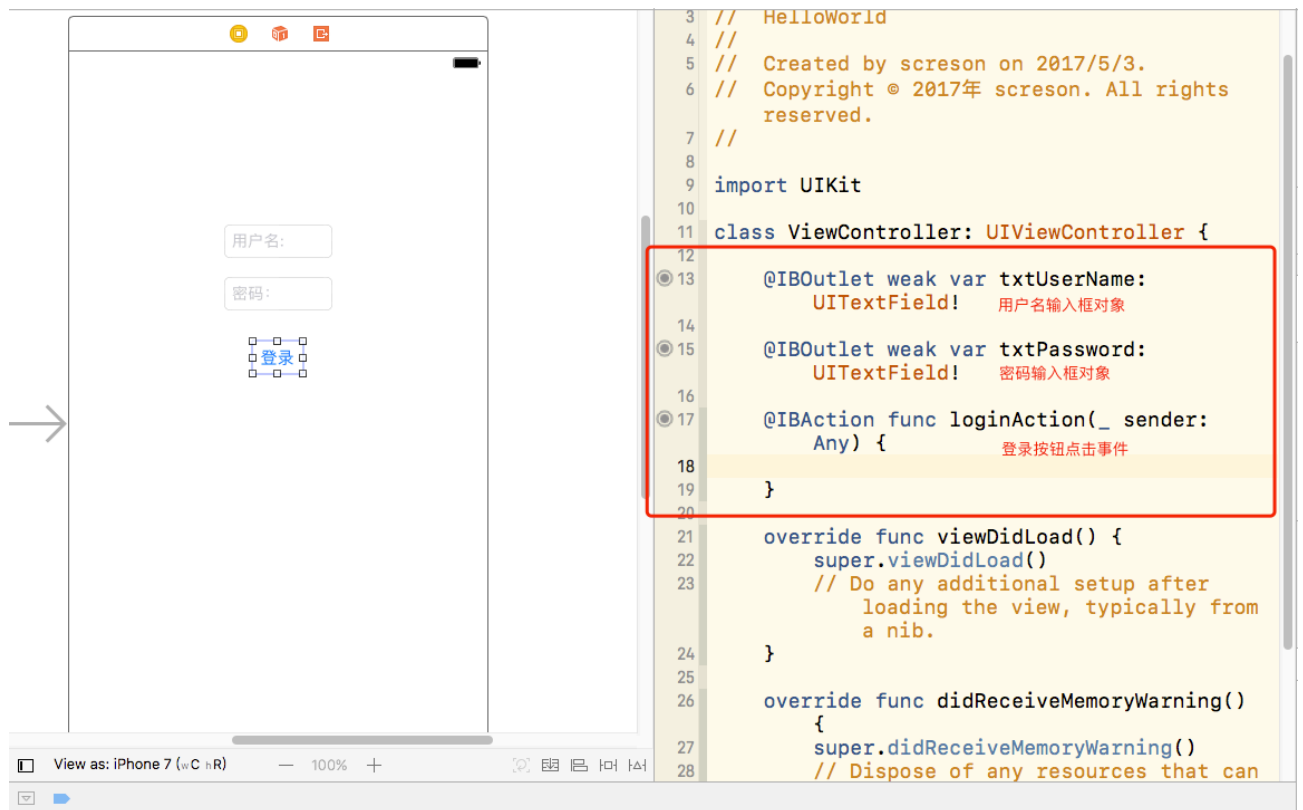 用户名:
密码:
登录
View as: iPhone 7 (wC hR)
— 100% +
3 // HelloWorld
4 //
5 // Created by screson on 2017/5/3.
6 // Copyright © 2017年 screson. All rights
reserved.
7 //
8
9 import UIKit
10
11 class ViewController: UIViewController {
12
13 @IBOutlet weak var txtUserName:
UITextField! 用户名输入框对象
14
15 @IBOutlet weak var txtPassword:
UITextField! 密码输入框对象
16
17 @IBAction func loginAction(_ sender:
Any) { 登录按钮点击事件
18
19 }
20
21 override func viewDidLoad() {
22 super.viewDidLoad()
23 // Do any additional setup after
loading the view, typically from
a nib.
24 }
25
26 override func didReceiveMemoryWarning()
{
27 super.didReceiveMemoryWarning()
28 // Dispose of any resources that can